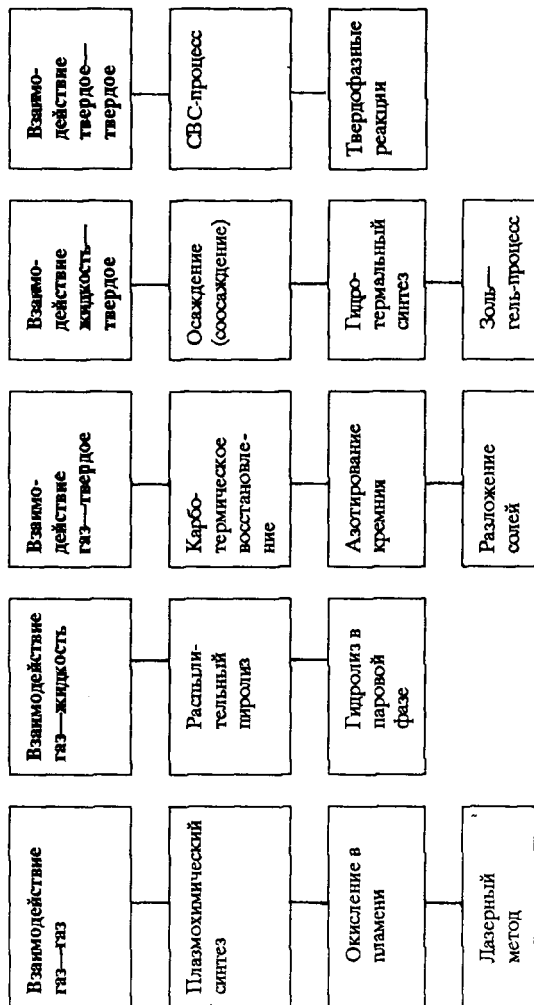 Взаимодействие
газ—газ
Плазмохимический
синтез
Окисление в
пламени
Лазерный
метод
Взаимодействие
газ—жидкость
Распыли-
тельный
пиролиз
Гидролиз в
паровой
фазе
Взаимо-
действие
газ—твердое
Карбо-
термическое
восстановле-
ние
Азотирование
кремния
Разложение
солей
Взаимо-
действие
жидкость—
твердое
Осаждение
(соосаждение)
Гидро-
термальный
синтез
Золь—
гель-процесс
Взаимо-
действие
твердое—
твердое
СВС-процесс
Твердофазные
реакции